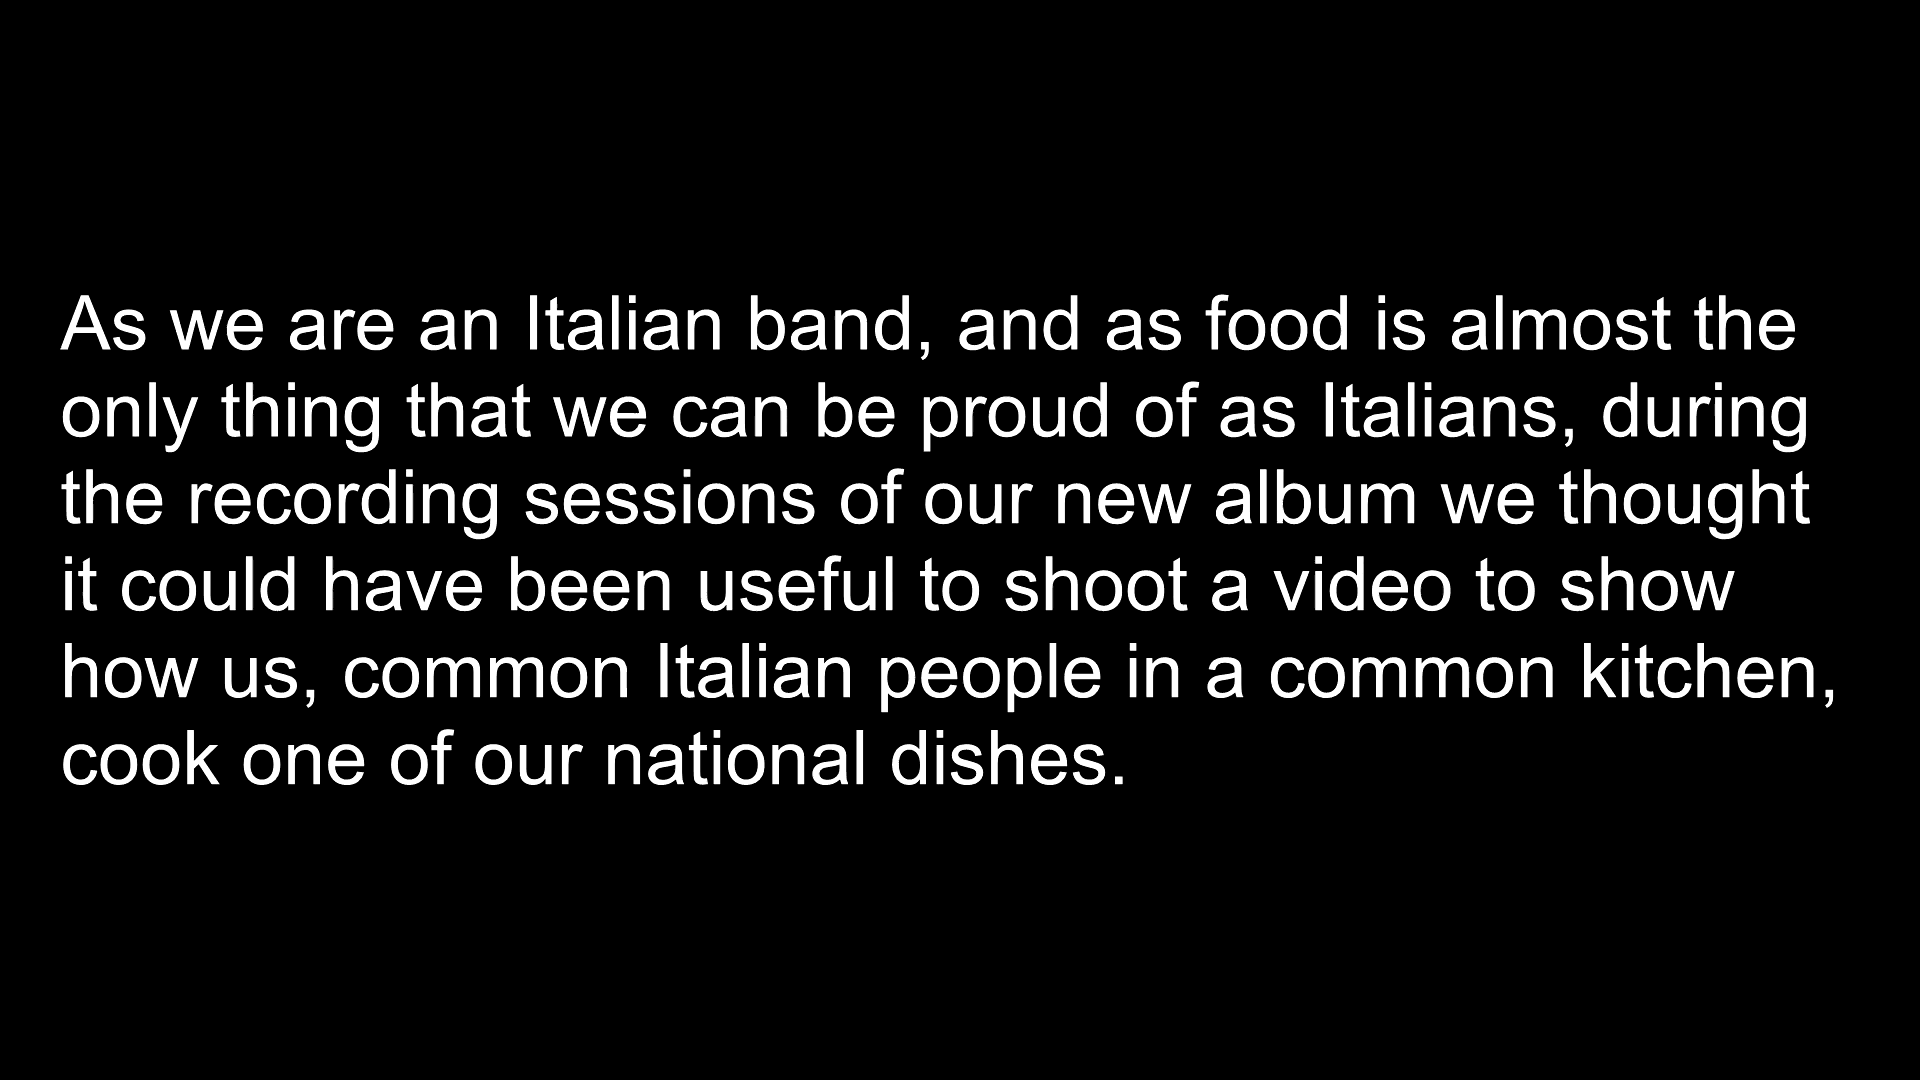 As we are an Italian band, and as food is almost the
only thing that we can be proud of as Italians, during
the recording sessions of our new album we thought
it could have been useful to shoot a video to show
how us, common Italian people in a common kitchen,
cook one of our national dishes.